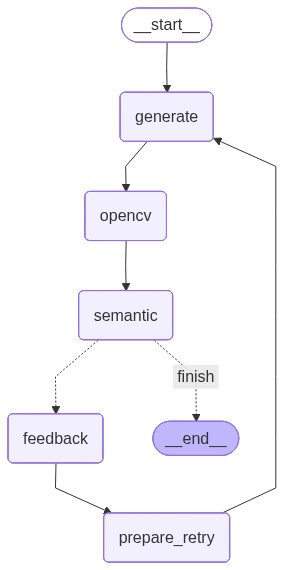 __start__
generate
opencv
semantic
finish
feedback
__end__
prepare_retry